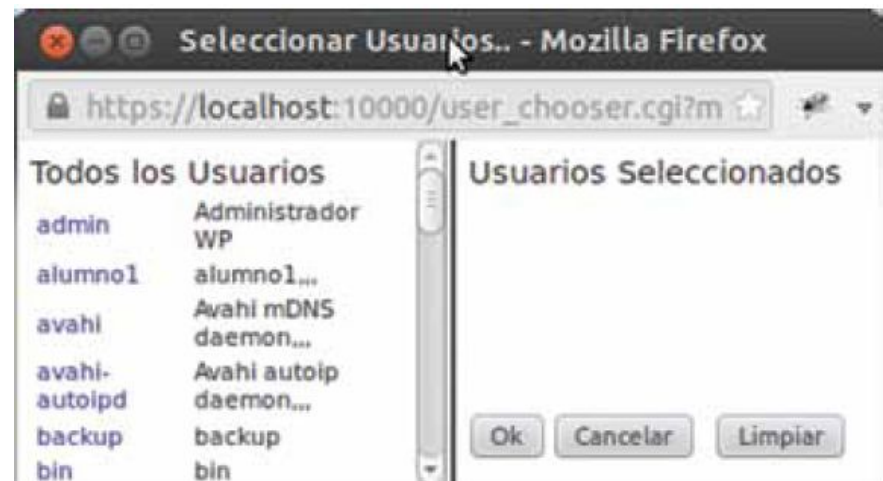 Seleccionar Usuarios.. - Mozilla Firefox
https://localhost:10000/user_chooser.cgi?m
Todos los Usuarios
admin Administrador
WP
alumno1 alumno1,,,
avahi Avahi mDNS
daemon,,,
avahi- Avahi autoip
autoipd daemon,,,
backup backup
bin bin
Usuarios Seleccionados
Ok Cancelar Limpiar